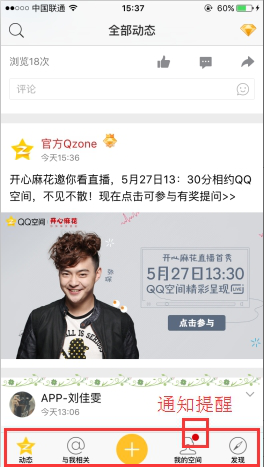 中国联通
15:37
60%
全部动态
浏览18次
评论
官方Qzone
今天15:36
开心麻花邀你看直播，5月27日13：30分相约QQ
空间，不见不散！现在点击可参与有奖提问>>
QQ空间 开心麻花
开心麻花直播首秀
5月27日13:30
QQ空间精彩呈现 LIVE
点击参与
APP-刘佳雯
今天13:06
通知提醒
动态
与我相关
我的空间
发现